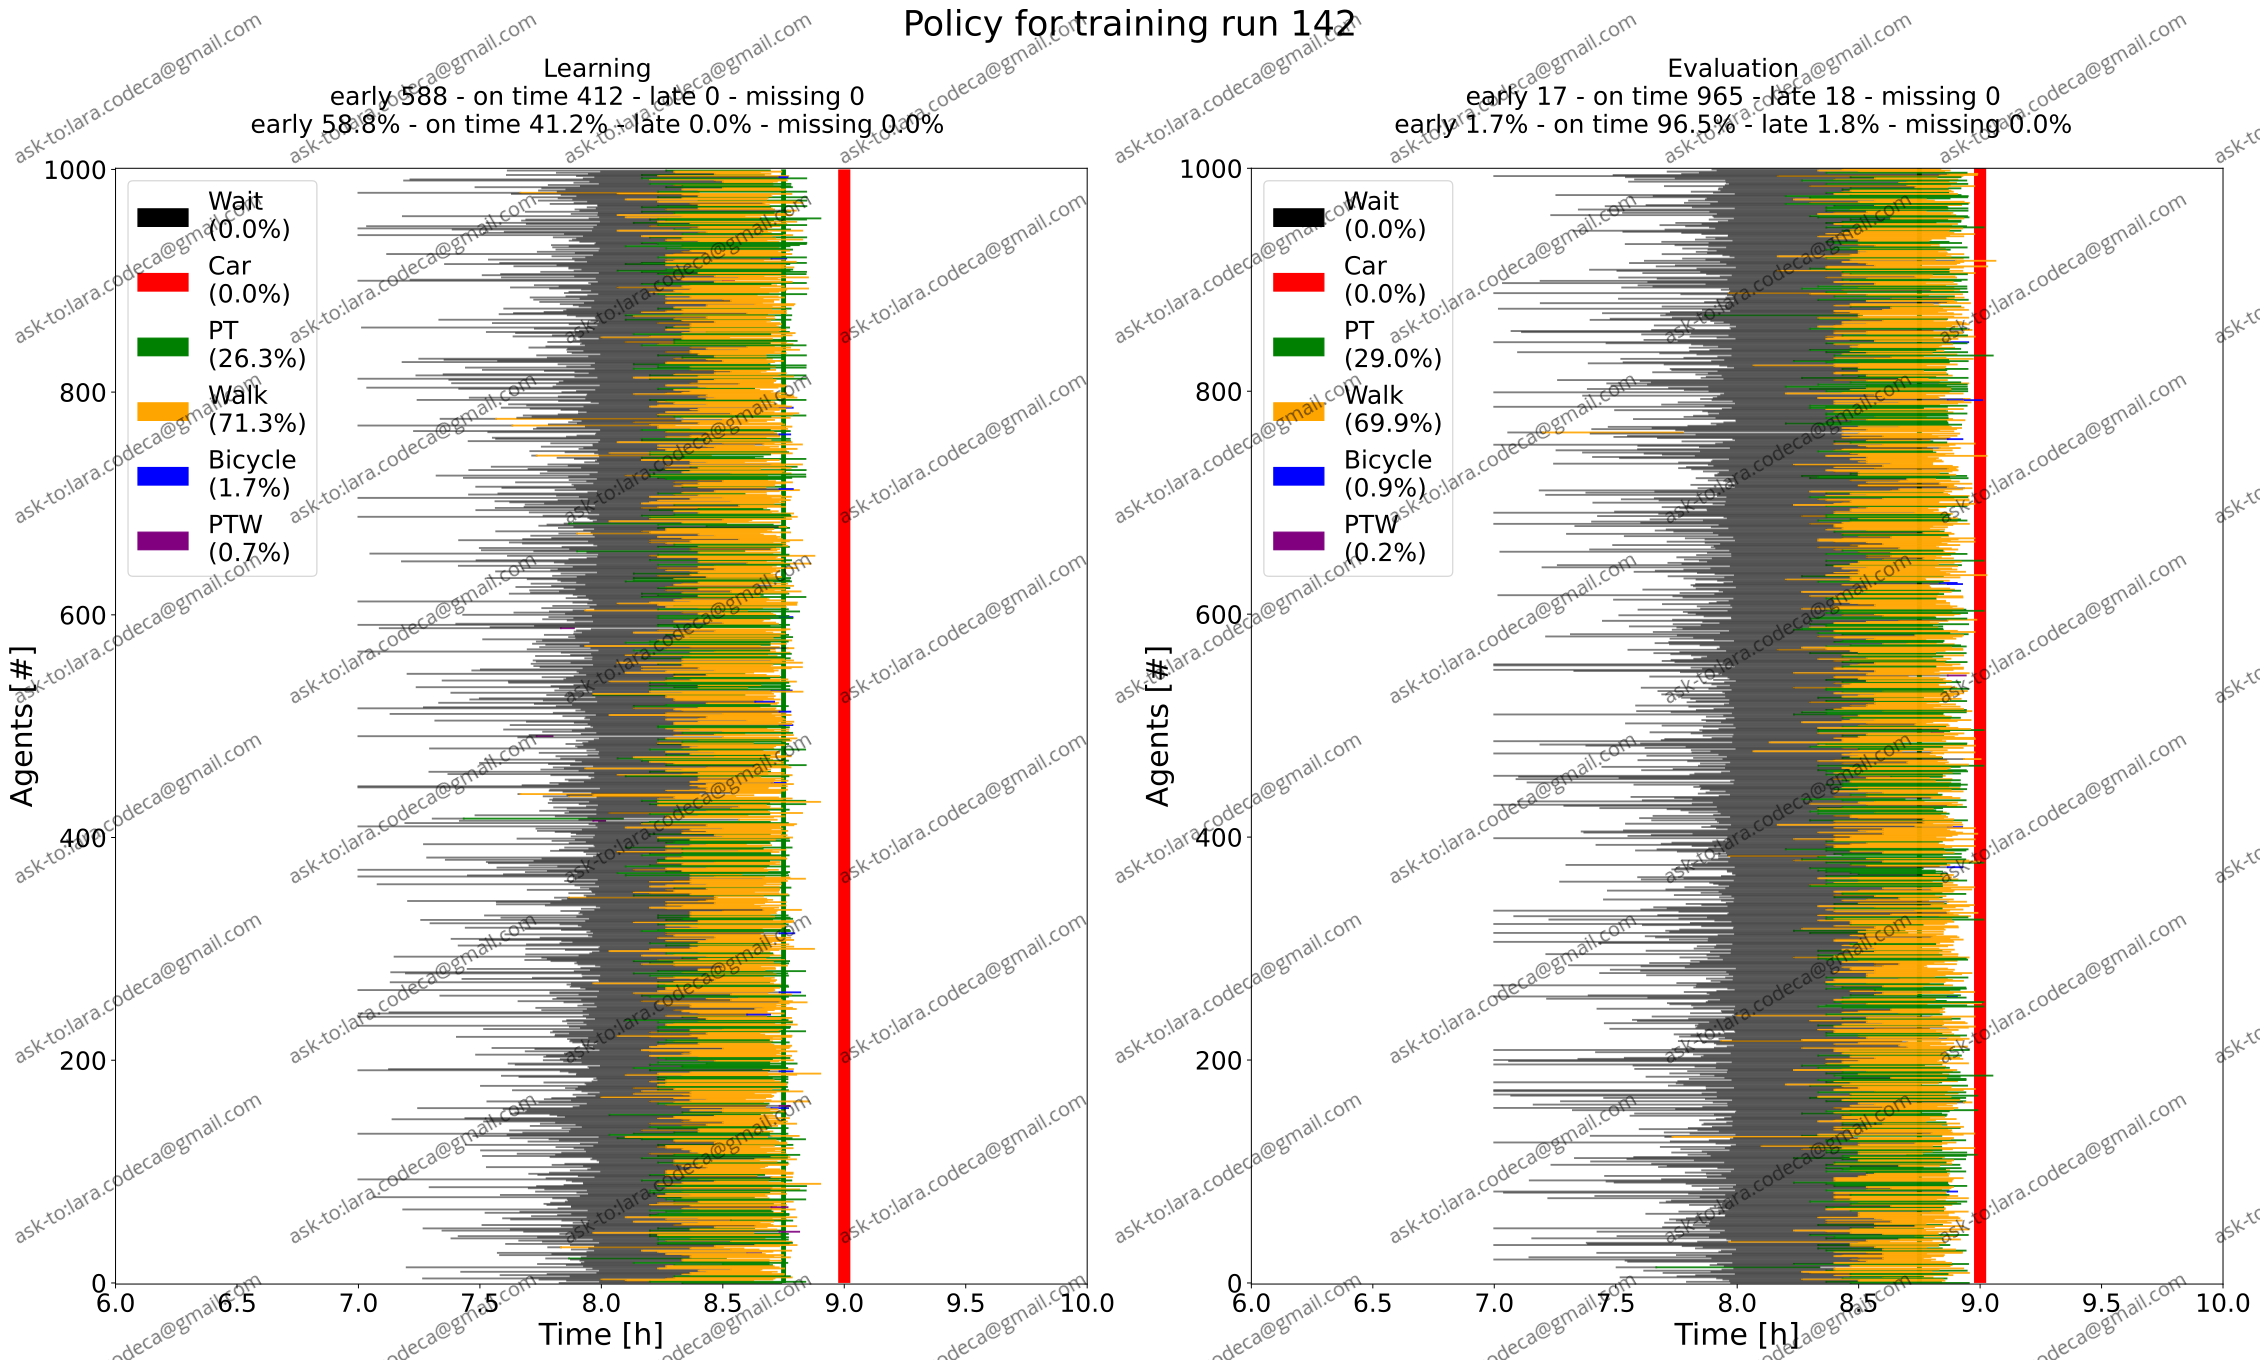 Policy for training run 142
Learning
early 588 - on time 412 - late 0 - missing 0
early 58.8% - on time 41.2% - late 0.0% - missing 0.0%
Agents [#]
1000
800
600
400
200
0
Wait
(0.0%)
Car
(0.0%)
PT
(26.3%)
Walk
(71.3%)
Bicycle
(1.7%)
PTW
(0.7%)
6.0 6.5 7.0 7.5 8.0 8.5 9.0 9.5 10.0
Time [h]
Evaluation
early 17 - on time 965 - late 18 - missing 0
early 1.7% - on time 96.5% - late 1.8% - missing 0.0%
Agents [#]
1000
800
600
400
200
0
Wait
(0.0%)
Car
(0.0%)
PT
(29.0%)
Walk
(69.9%)
Bicycle
(0.9%)
PTW
(0.2%)
6.0 6.5 7.0 7.5 8.0 8.5 9.0 9.5 10.0
Time [h]
ask-to:lara.codeca@gmail.com